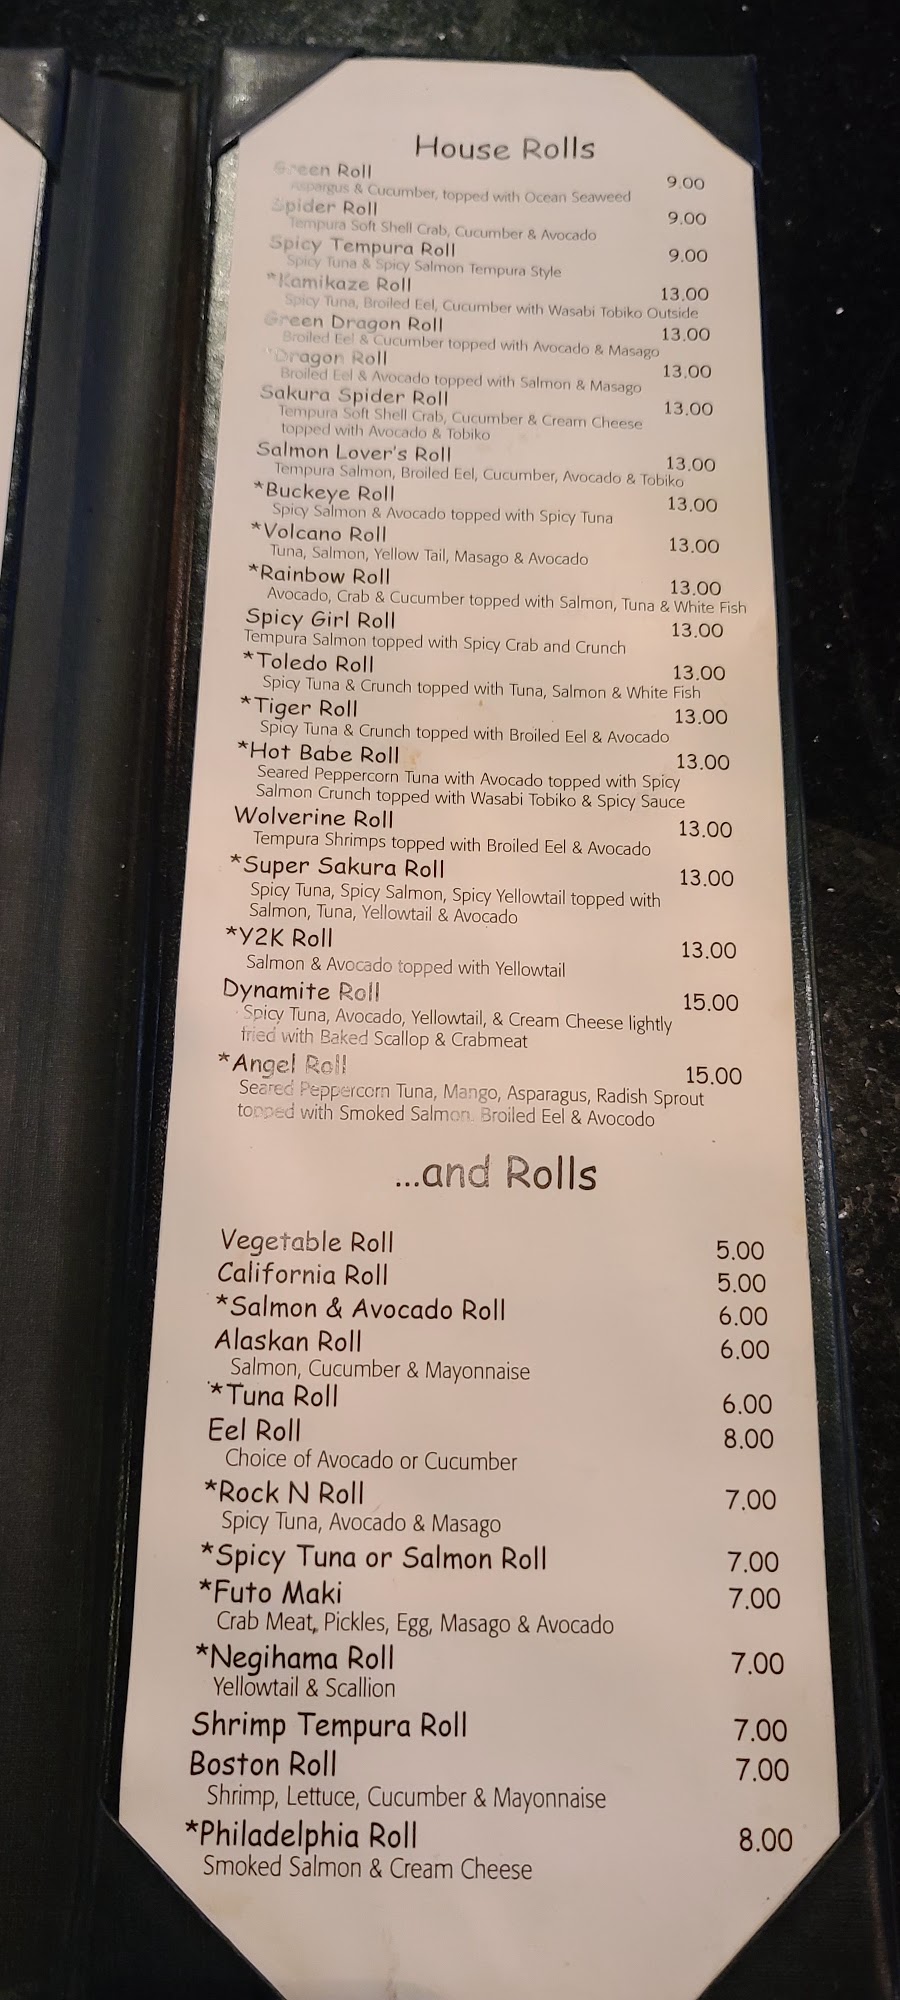 House Rolls
Green Roll 9.00
Aspargus & Cucumber, topped with Ocean Seaweed
Spider Roll 9.00
Tempura Soft Shell Crab, Cucumber & Avocado
Spicy Tempura Roll 9.00
Spicy Tuna & Spicy Salmon Tempura Style
*Kamikaze Roll 13.00
Spicy Tuna, Broiled Eel, Cucumber with Wasabi Tobiko Outside
Green Dragon Roll 13.00
Broiled Eel & Cucumber topped with Avocado & Masago
*Dragon Roll 13.00
Broiled Eel & Avocado topped with Salmon & Masago
Sakura Spider Roll 13.00
Tempura Soft Shell Crab, Cucumber & Cream Cheese
topped with Avocado & Tobiko
Salmon Lover's Roll 13.00
Tempura Salmon, Broiled Eel, Cucumber, Avocado & Tobiko
*Buckeye Roll 13.00
Spicy Salmon & Avocado topped with Spicy Tuna
*Volcano Roll 13.00
Tuna, Salmon, Yellow Tail, Masago & Avocado
*Rainbow Roll 13.00
Avocado, Crab & Cucumber topped with Salmon, Tuna & White Fish
Spicy Girl Roll 13.00
Tempura Salmon topped with Spicy Crab and Crunch
*Toledo Roll 13.00
Spicy Tuna & Crunch topped with Tuna, Salmon & White Fish
*Tiger Roll 13.00
Spicy Tuna & Crunch topped with Broiled Eel & Avocado
*Hot Babe Roll 13.00
Seared Peppercorn Tuna with Avocado topped with Spicy
Salmon Crunch topped with Wasabi Tobiko & Spicy Sauce
Wolverine Roll 13.00
Tempura Shrimps topped with Broiled Eel & Avocado
*Super Sakura Roll 13.00
Spicy Tuna, Spicy Salmon, Spicy Yellowtail topped with
Salmon, Tuna, Yellowtail & Avocado
*Y2K Roll 13.00
Salmon & Avocado topped with Yellowtail
Dynamite Roll 15.00
Spicy Tuna, Avocado, Yellowtail, & Cream Cheese lightly
fried with Baked Scallop & Crabmeat
*Angel Roll 15.00
Seared Peppercorn Tuna, Mango, Asparagus, Radish Sprout
topped with Smoked Salmon, Broiled Eel & Avocodo
...and Rolls
Vegetable Roll 5.00
California Roll 5.00
*Salmon & Avocado Roll 6.00
Alaskan Roll 6.00
Salmon, Cucumber & Mayonnaise
*Tuna Roll 6.00
Eel Roll 8.00
Choice of Avocado or Cucumber
*Rock N Roll 7.00
Spicy Tuna, Avocado & Masago
*Spicy Tuna or Salmon Roll 7.00
*Futo Maki 7.00
Crab Meat, Pickles, Egg, Masago & Avocado
*Negihama Roll 7.00
Yellowtail & Scallion
Shrimp Tempura Roll 7.00
Boston Roll 7.00
Shrimp, Lettuce, Cucumber & Mayonnaise
*Philadelphia Roll 8.00
Smoked Salmon & Cream Cheese